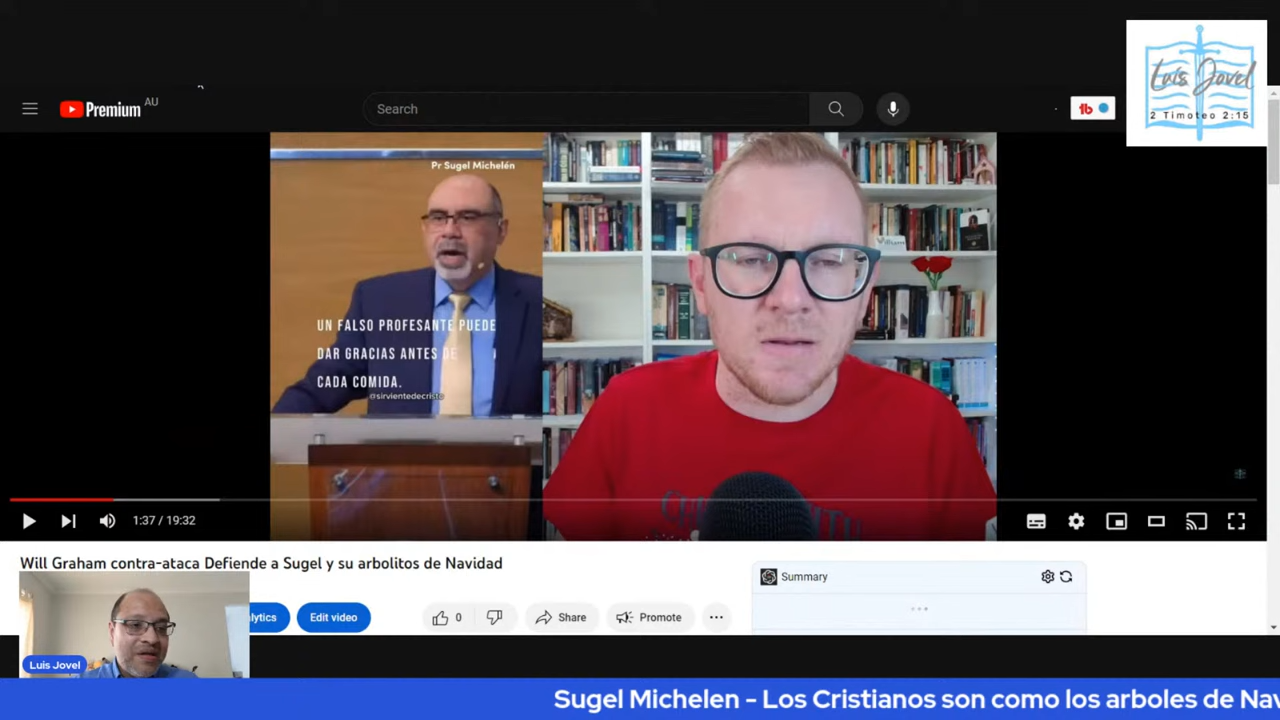 Luis Jovel
2 Timoteo 2:15
Premium
AU
Search
Pr Sugel Michelén
UN FALSO PROFESANTE PUEDE
DAR GRACIAS ANTES DE
CADA COMIDA.
@sirvientedecristo
1:37 / 19:32
Will Graham contra-ataca Defiende a Sugel y su arbolitos de Navidad
Summary
lytics
Edit video
0
Share
Promote
Luis Jovel
Sugel Michelen - Los Cristianos son como los arboles de Nav